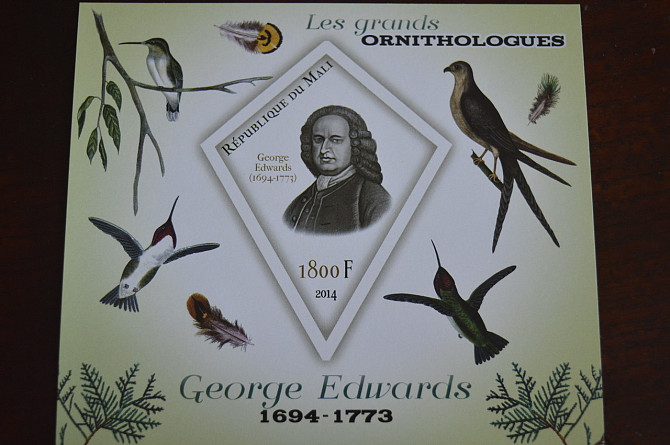 Les grands
ORNITHOLOGUES
RÉPUBLIQUE DU MALI
George
Edwards
(1694-1773)
1800 F
2014
George Edwards
1694-1773